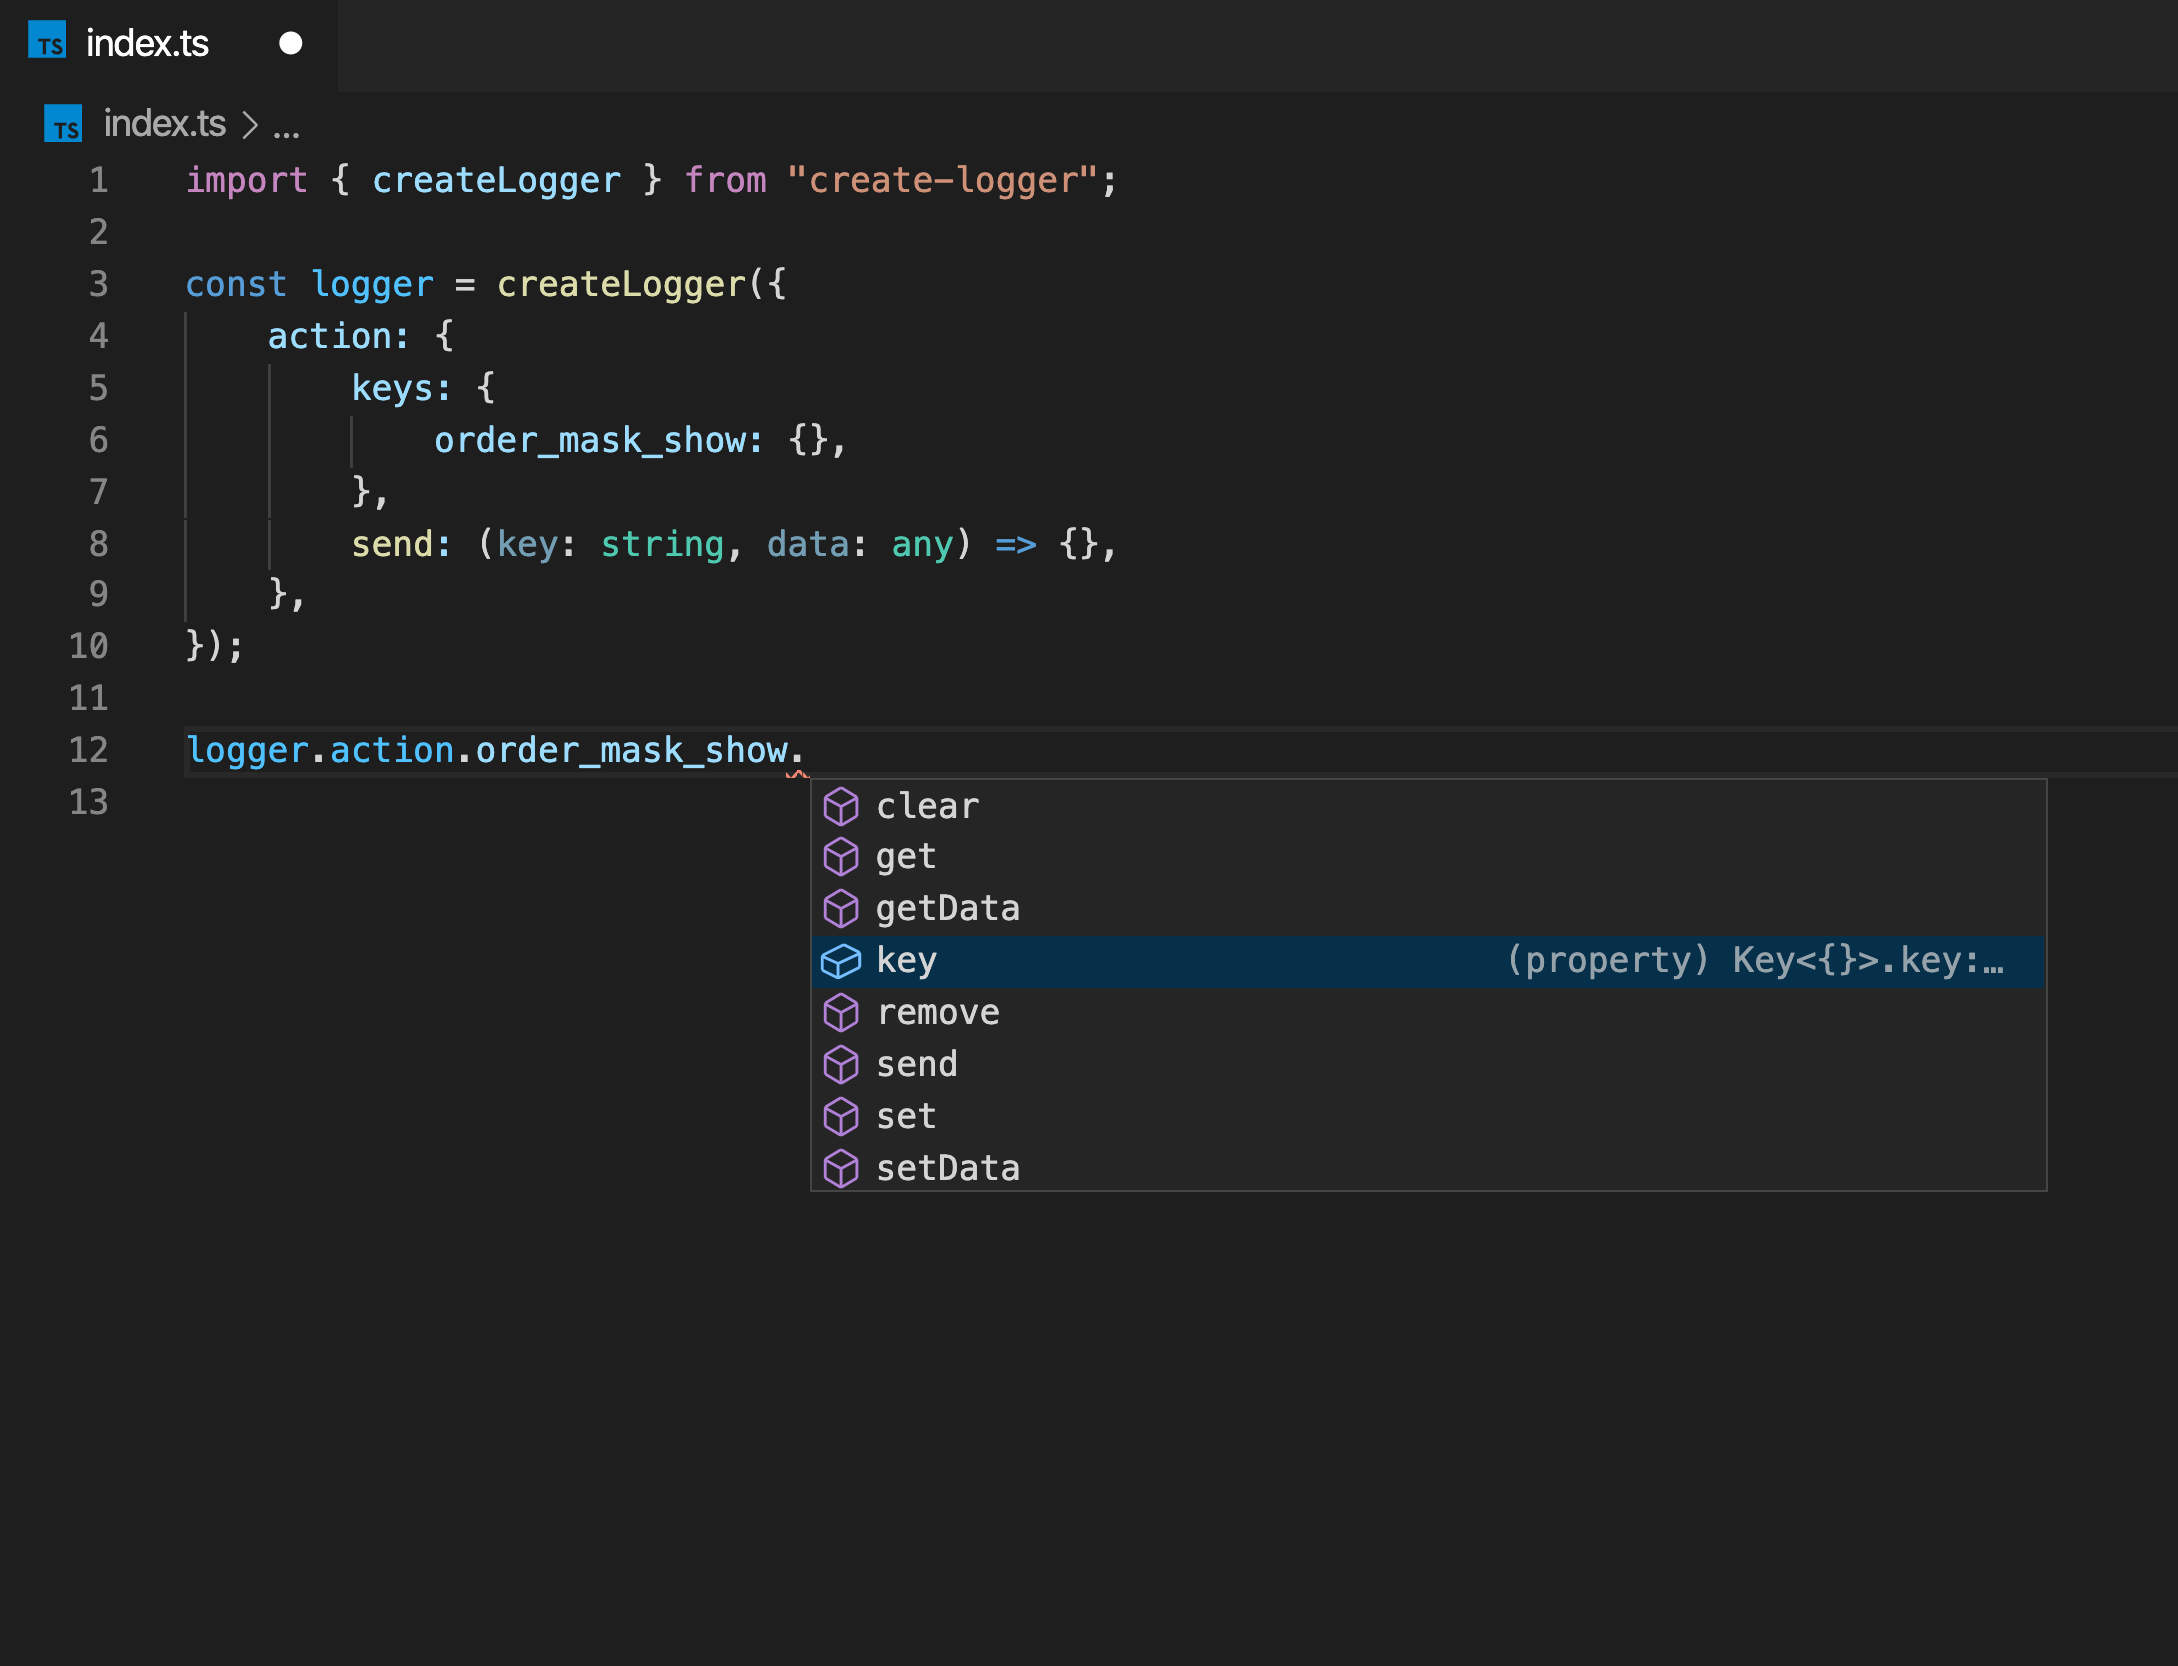 TS index.ts
TS index.ts > ...
1 import { createLogger } from "create-logger";
2
3 const logger = createLogger({
4     action: {
5         keys: {
6             order_mask_show: {},
7         },
8         send: (key: string, data: any) => {},
9     },
10 });
11
12 logger.action.order_mask_show.
13
clear
get
getData
key (property) Key<{}>.key:…
remove
send
set
setData